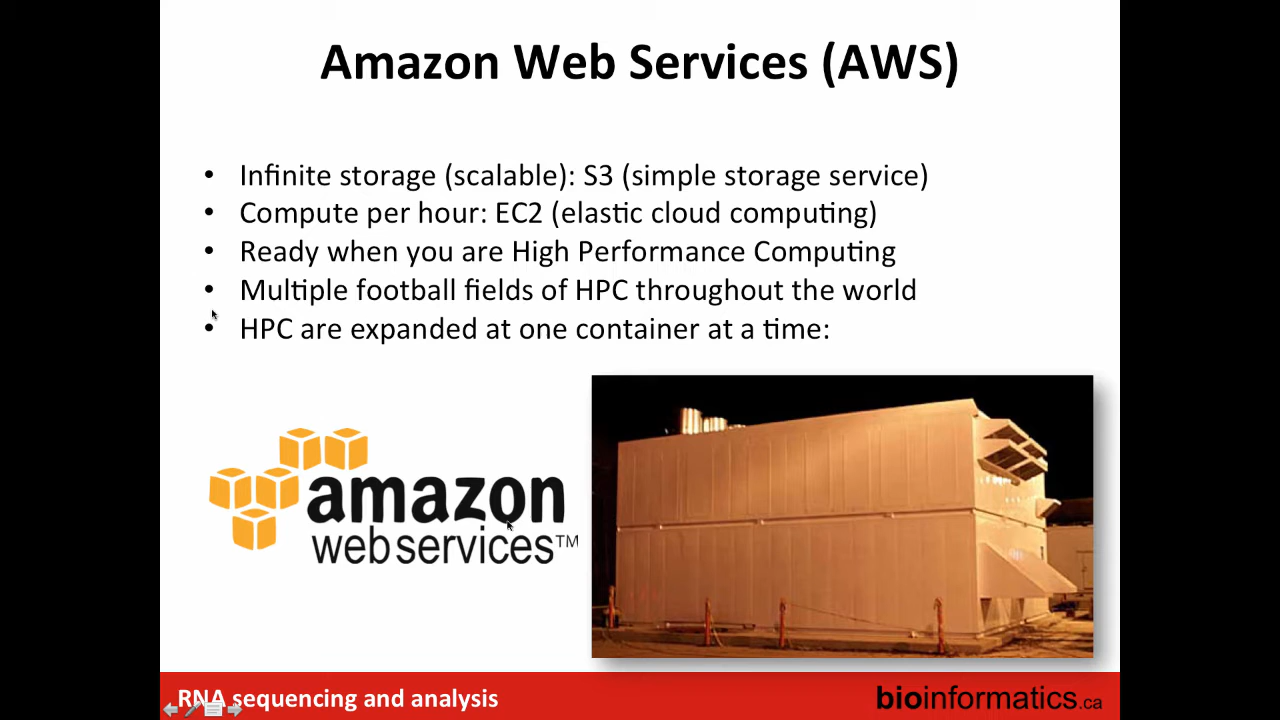 Amazon Web Services (AWS)
• Infinite storage (scalable): S3 (simple storage service)
• Compute per hour: EC2 (elastic cloud computing)
• Ready when you are High Performance Computing
• Multiple football fields of HPC throughout the world
• HPC are expanded at one container at a time:
amazon
webservices™
RNA sequencing and analysis
bioinformatics.ca